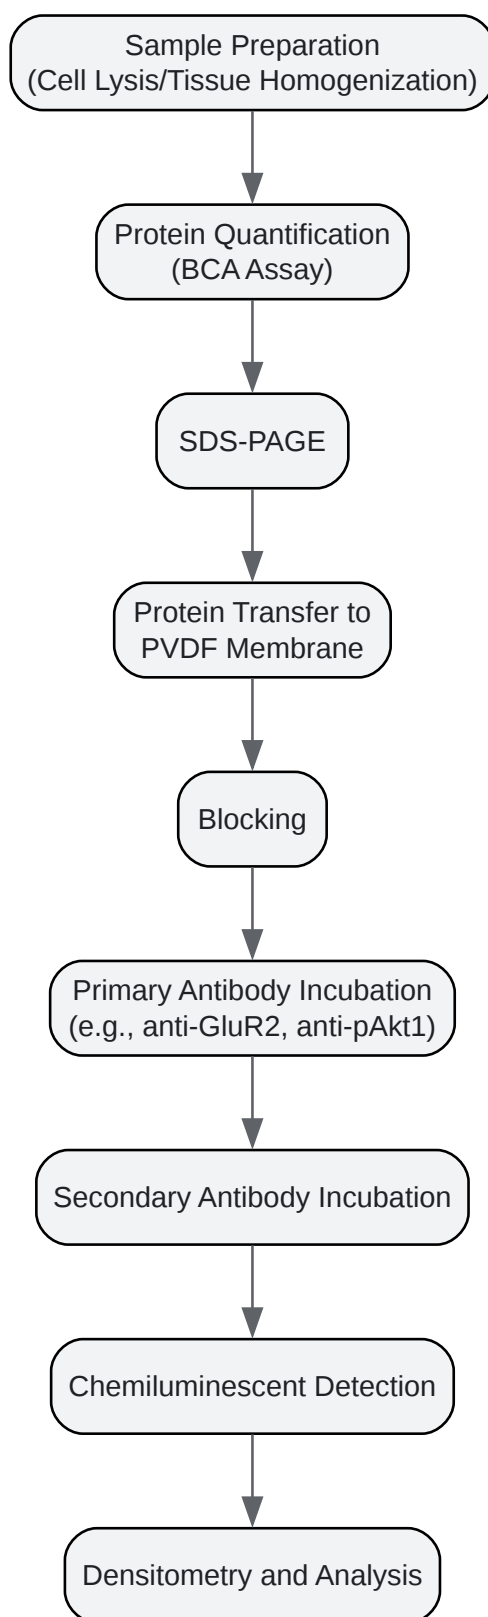 Sample Preparation
(Cell Lysis/Tissue Homogenization)
Protein Quantification
(BCA Assay)
SDS-PAGE
Protein Transfer to
PVDF Membrane
Blocking
Primary Antibody Incubation
(e.g., anti-GluR2, anti-pAkt1)
Secondary Antibody Incubation
Chemiluminescent Detection
Densitometry and Analysis